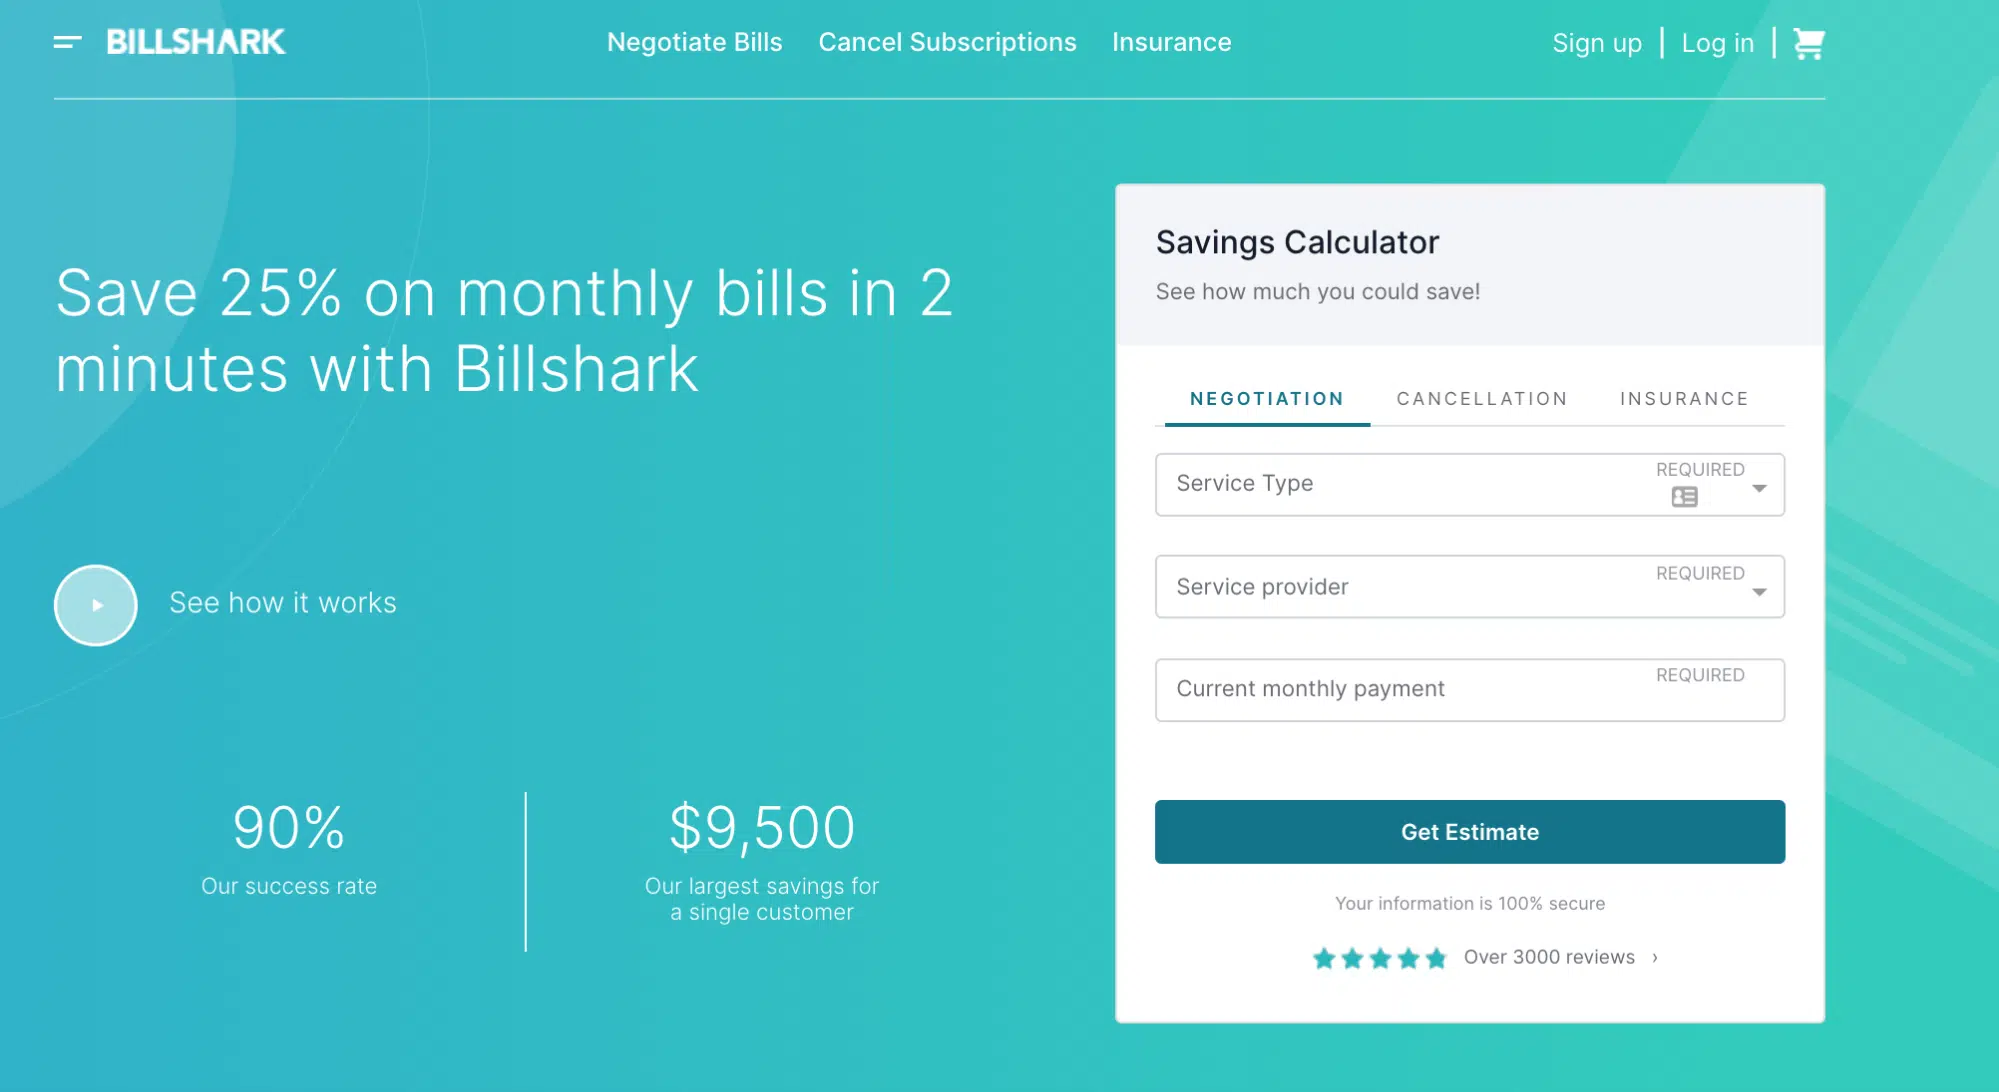 BILLSHARK
Negotiate Bills
Cancel Subscriptions
Insurance
Sign up
Log in
Save 25% on monthly bills in 2
minutes with Billshark
See how it works
90%
Our success rate
$9,500
Our largest savings for
a single customer
Savings Calculator
See how much you could save!
NEGOTIATION
CANCELLATION
INSURANCE
Service Type
REQUIRED
Service provider
REQUIRED
Current monthly payment
REQUIRED
Get Estimate
Your information is 100% secure
Over 3000 reviews ›